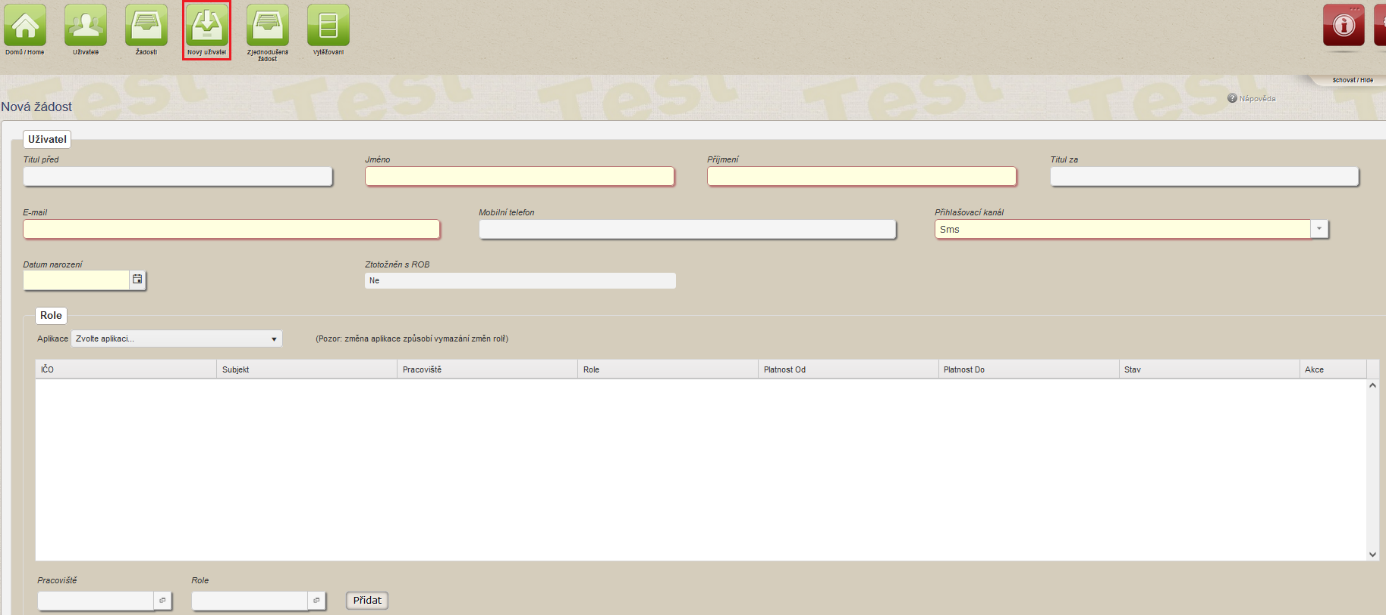 Domů / Home
Uživatelé
Žádosti
Nový uživatel
Zjednodušená žádost
Vytěžování
Schovat / Hide
Test Test Test Test Test T
Nová žádost
Nápověda
Uživatel
Titul před
Jméno
Příjmení
Titul za
E-mail
Mobilní telefon
Přihlašovací kanál
Sms
Datum narození
Ztotožněn s ROB
Ne
Role
Aplikace Zvolte aplikaci... (Pozor: změna aplikace způsobí vymazání změn rolí)
IČO Subjekt Pracoviště Role Platnost Od Platnost Do Stav Akce
Pracoviště
Role
Přidat